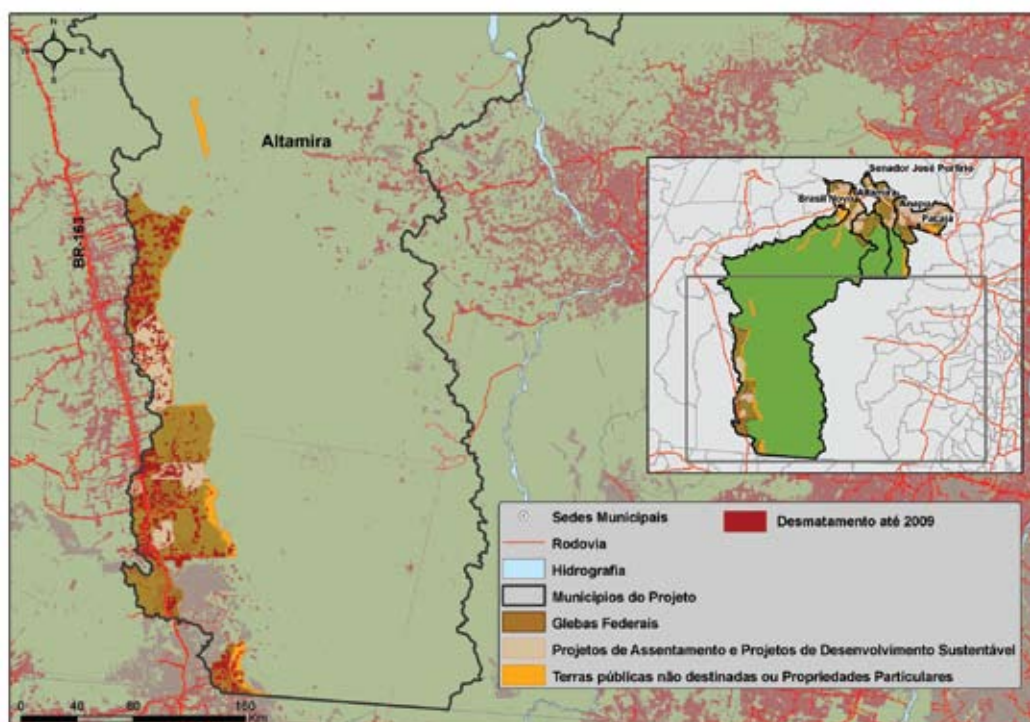 N
S
Altamira
BR-163
Senador José Porfírio
Altamira
Brasil Novo
Anapu
Pacajá
Sedes Municipais
Rodovia
Hidrografia
Municípios do Projeto
Glebas Federais
Projetos de Assentamento e Projetos de Desenvolvimento Sustentável
Terras públicas não destinadas ou Propriedades Particulares
Desmatamento até 2009
0 40 80 160
Km